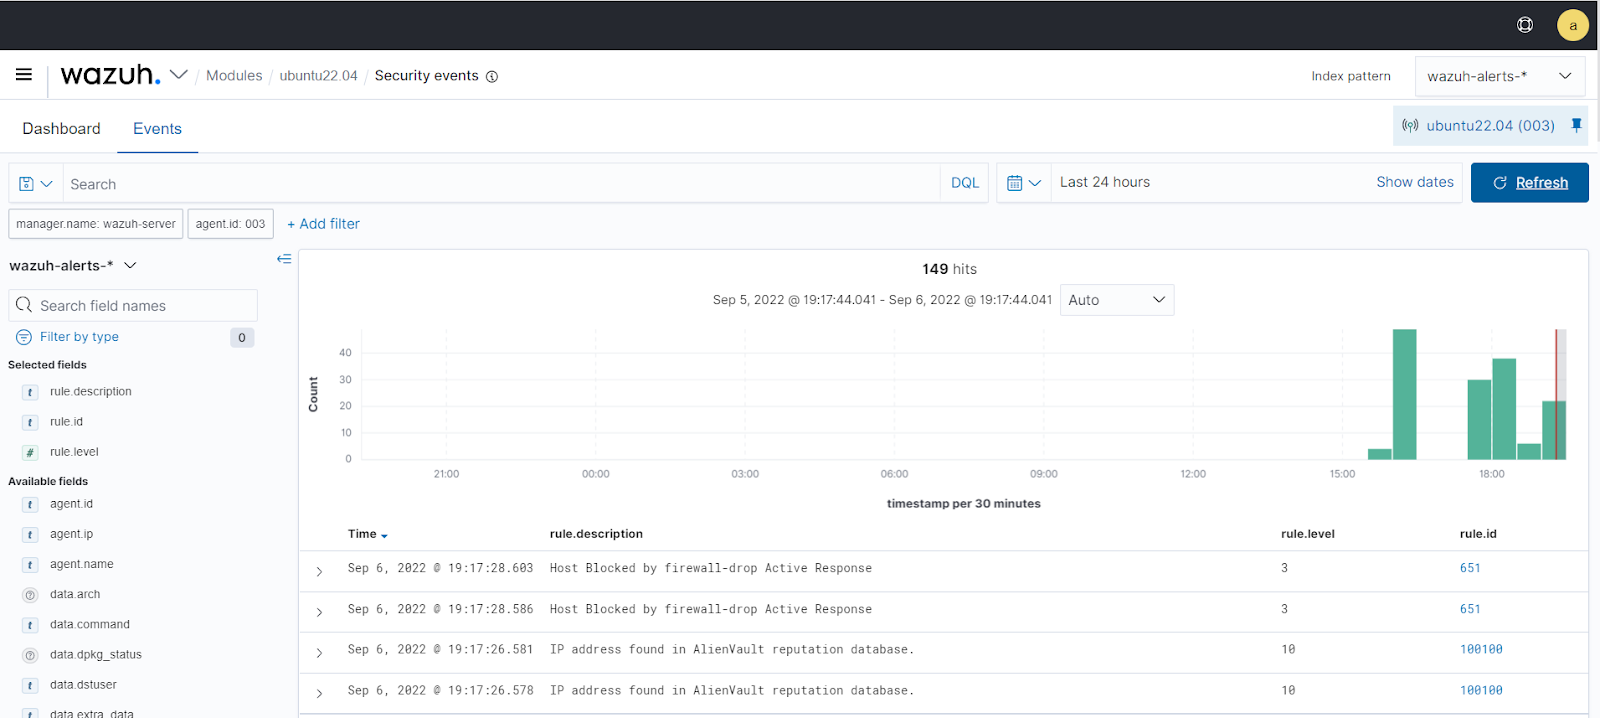 a
wazuh. / Modules / ubuntu22.04 / Security events Index pattern wazuh-alerts-*
Dashboard Events ubuntu22.04 (003)
Search DQL Last 24 hours Show dates Refresh
manager.name: wazuh-server agent.id: 003 + Add filter
wazuh-alerts-*
Search field names
Filter by type 0
Selected fields
t rule.description
t rule.id
# rule.level
Available fields
t agent.id
t agent.ip
t agent.name
? data.arch
t data.command
? data.dpkg_status
t data.dstuser
t data.extra_data
149 hits
Sep 5, 2022 @ 19:17:44.041 - Sep 6, 2022 @ 19:17:44.041 Auto
Count
40
30
20
10
0
21:00 00:00 03:00 06:00 09:00 12:00 15:00 18:00
timestamp per 30 minutes
Time rule.description rule.level rule.id
Sep 6, 2022 @ 19:17:28.603 Host Blocked by firewall-drop Active Response 3 651
Sep 6, 2022 @ 19:17:28.586 Host Blocked by firewall-drop Active Response 3 651
Sep 6, 2022 @ 19:17:26.581 IP address found in AlienVault reputation database. 10 100100
Sep 6, 2022 @ 19:17:26.578 IP address found in AlienVault reputation database. 10 100100